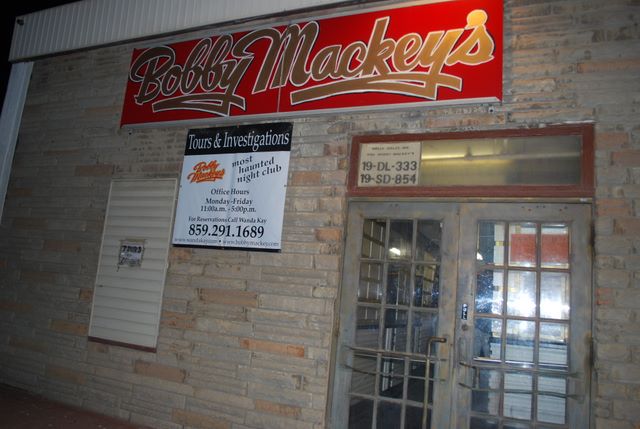 Bobby Mackey's
Tours & Investigations
Bobby
Mackey's
most
haunted
night club
Office Hours
Monday-Friday
11:00a.m. - 5:00p.m.
For Reservations Call Wanda Kay
859.291.1689
www.bobbymackey.com
19-DL-333
19-SD-854